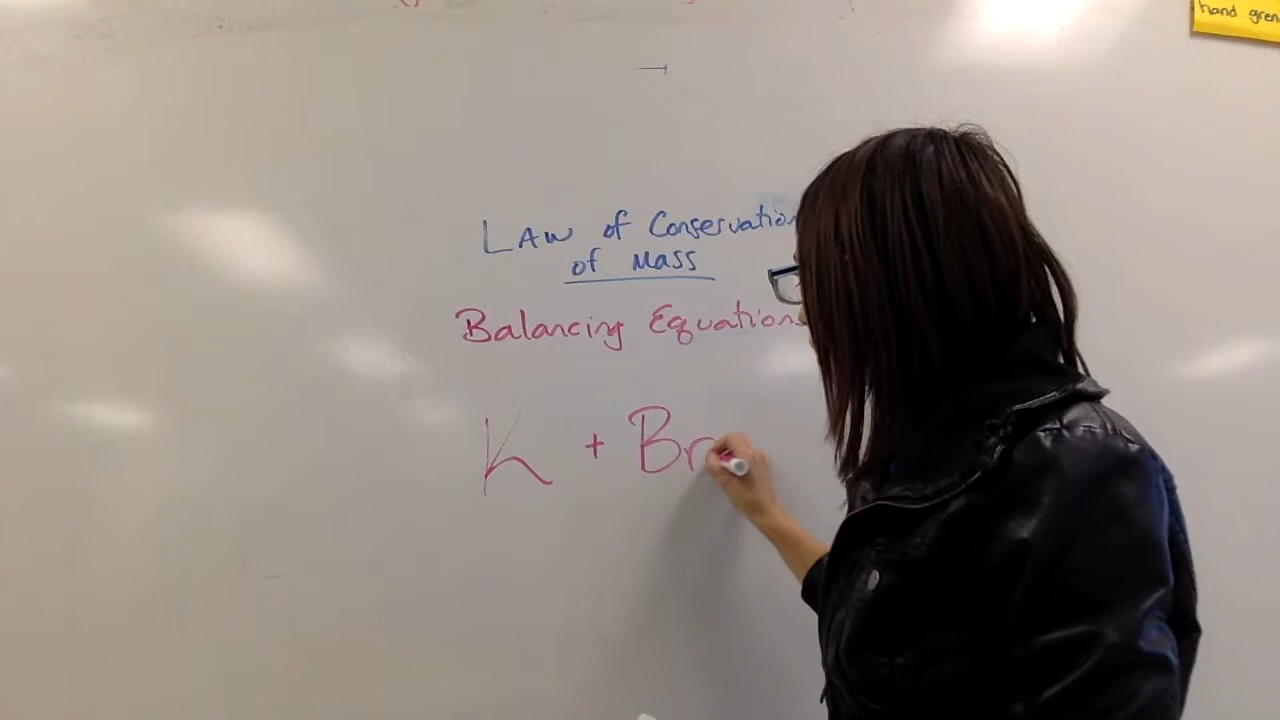 hand gren
Law of Conservation
of Mass
Balancing Equations
K + Br